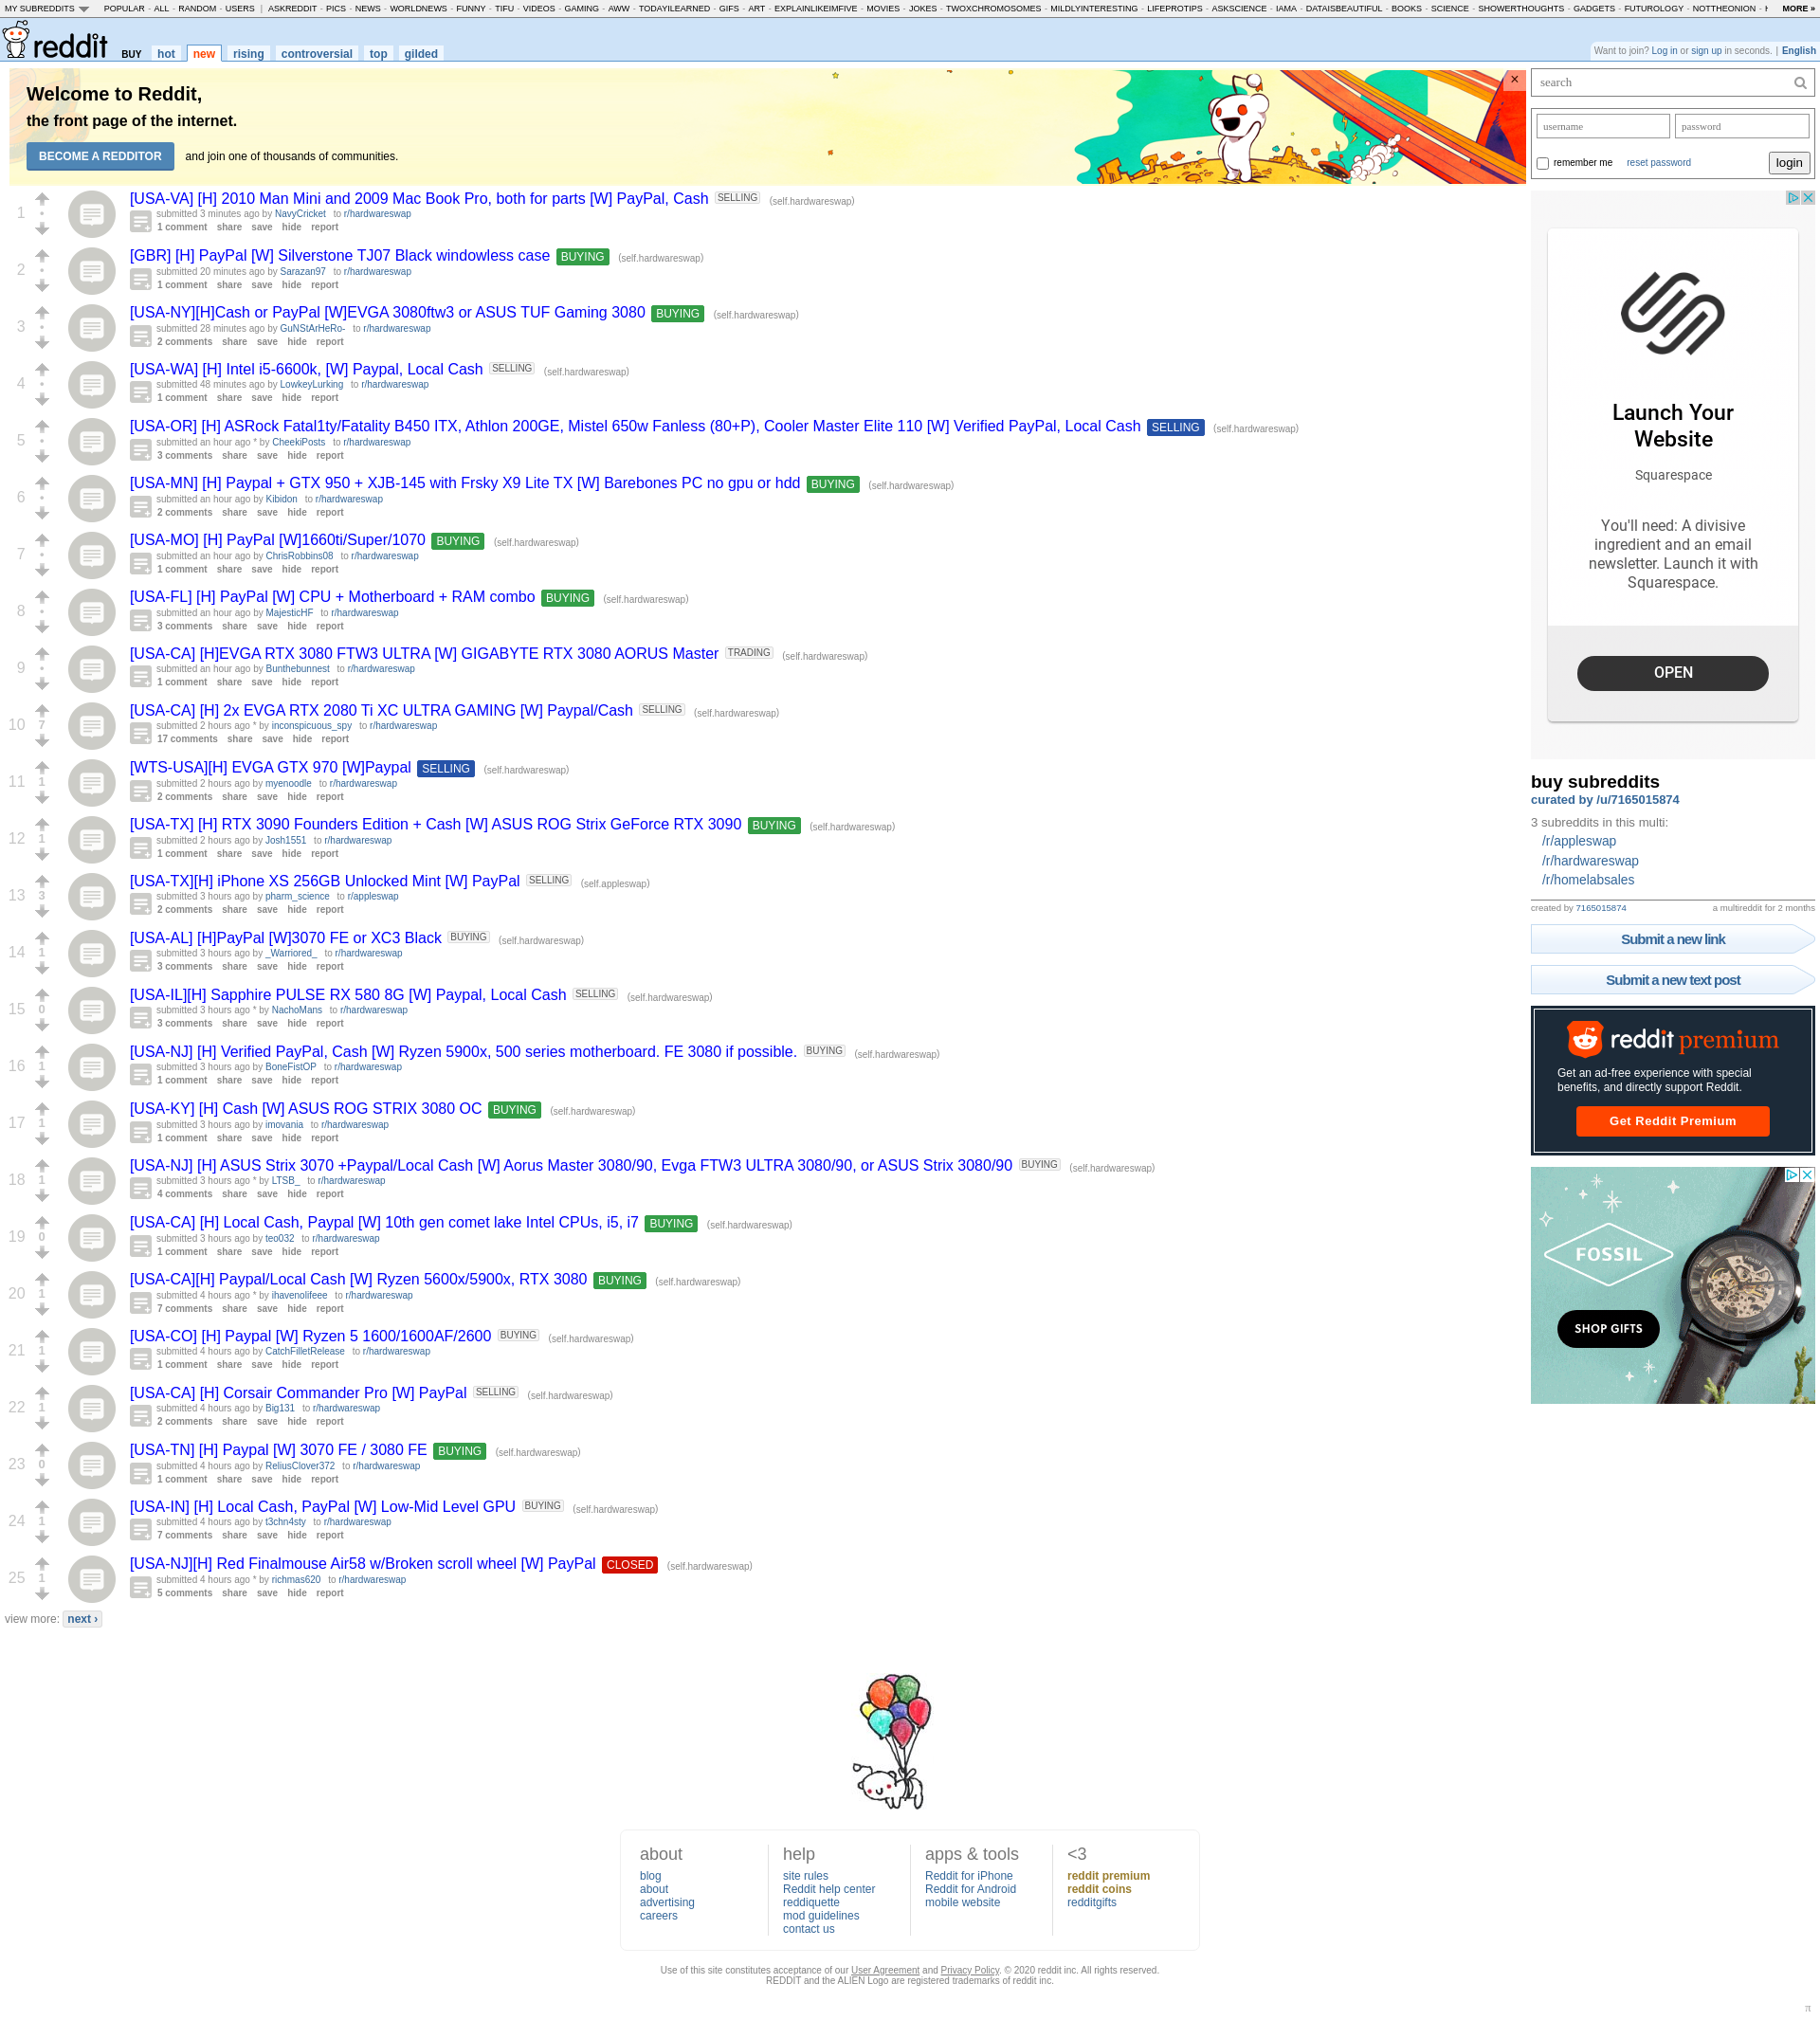 MY SUBREDDITS POPULAR - ALL - RANDOM - USERS | ASKREDDIT - PICS - NEWS - WORLDNEWS - FUNNY - TIFU - VIDEOS - GAMING - AWW - TODAYILEARNED - GIFS - ART - EXPLAINLIKEIMFIVE - MOVIES - JOKES - TWOXCHROMOSOMES - MILDLYINTERESTING - LIFEPROTIPS - ASKSCIENCE - IAMA - DATAISBEAUTIFUL - BOOKS - SCIENCE - SHOWERTHOUGHTS - GADGETS - FUTUROLOGY - NOTTHEONION - MORE »
reddit BUY hot new rising controversial top gilded
Want to join? Log in or sign up in seconds. | English
Welcome to Reddit,
the front page of the internet.
BECOME A REDDITOR and join one of thousands of communities.
×
1
[USA-VA] [H] 2010 Man Mini and 2009 Mac Book Pro, both for parts [W] PayPal, Cash SELLING (self.hardwareswap)
submitted 3 minutes ago by NavyCricket to r/hardwareswap
1 comment share save hide report
2
[GBR] [H] PayPal [W] Silverstone TJ07 Black windowless case BUYING (self.hardwareswap)
submitted 20 minutes ago by Sarazan97 to r/hardwareswap
1 comment share save hide report
3
[USA-NY][H]Cash or PayPal [W]EVGA 3080ftw3 or ASUS TUF Gaming 3080 BUYING (self.hardwareswap)
submitted 28 minutes ago by GuNStArHeRo- to r/hardwareswap
2 comments share save hide report
4
[USA-WA] [H] Intel i5-6600k, [W] Paypal, Local Cash SELLING (self.hardwareswap)
submitted 48 minutes ago by LowkeyLurking to r/hardwareswap
1 comment share save hide report
5
[USA-OR] [H] ASRock Fatal1ty/Fatality B450 ITX, Athlon 200GE, Mistel 650w Fanless (80+P), Cooler Master Elite 110 [W] Verified PayPal, Local Cash SELLING (self.hardwareswap)
submitted an hour ago * by CheekiPosts to r/hardwareswap
3 comments share save hide report
6
[USA-MN] [H] Paypal + GTX 950 + XJB-145 with Frsky X9 Lite TX [W] Barebones PC no gpu or hdd BUYING (self.hardwareswap)
submitted an hour ago by Kibidon to r/hardwareswap
2 comments share save hide report
7
[USA-MO] [H] PayPal [W]1660ti/Super/1070 BUYING (self.hardwareswap)
submitted an hour ago by ChrisRobbins08 to r/hardwareswap
1 comment share save hide report
8
[USA-FL] [H] PayPal [W] CPU + Motherboard + RAM combo BUYING (self.hardwareswap)
submitted an hour ago by MajesticHF to r/hardwareswap
3 comments share save hide report
9
[USA-CA] [H]EVGA RTX 3080 FTW3 ULTRA [W] GIGABYTE RTX 3080 AORUS Master TRADING (self.hardwareswap)
submitted an hour ago by Bunthebunnest to r/hardwareswap
1 comment share save hide report
10 7
[USA-CA] [H] 2x EVGA RTX 2080 Ti XC ULTRA GAMING [W] Paypal/Cash SELLING (self.hardwareswap)
submitted 2 hours ago * by inconspicuous_spy to r/hardwareswap
17 comments share save hide report
11 1
[WTS-USA][H] EVGA GTX 970 [W]Paypal SELLING (self.hardwareswap)
submitted 2 hours ago by myenoodle to r/hardwareswap
2 comments share save hide report
12 1
[USA-TX] [H] RTX 3090 Founders Edition + Cash [W] ASUS ROG Strix GeForce RTX 3090 BUYING (self.hardwareswap)
submitted 2 hours ago by Josh1551 to r/hardwareswap
1 comment share save hide report
13 3
[USA-TX][H] iPhone XS 256GB Unlocked Mint [W] PayPal SELLING (self.appleswap)
submitted 3 hours ago by pharm_science to r/appleswap
2 comments share save hide report
14 1
[USA-AL] [H]PayPal [W]3070 FE or XC3 Black BUYING (self.hardwareswap)
submitted 3 hours ago by _Warriored_ to r/hardwareswap
3 comments share save hide report
15 0
[USA-IL][H] Sapphire PULSE RX 580 8G [W] Paypal, Local Cash SELLING (self.hardwareswap)
submitted 3 hours ago * by NachoMans to r/hardwareswap
3 comments share save hide report
16 1
[USA-NJ] [H] Verified PayPal, Cash [W] Ryzen 5900x, 500 series motherboard. FE 3080 if possible. BUYING (self.hardwareswap)
submitted 3 hours ago by BoneFistOP to r/hardwareswap
1 comment share save hide report
17 1
[USA-KY] [H] Cash [W] ASUS ROG STRIX 3080 OC BUYING (self.hardwareswap)
submitted 3 hours ago by imovania to r/hardwareswap
1 comment share save hide report
18 1
[USA-NJ] [H] ASUS Strix 3070 +Paypal/Local Cash [W] Aorus Master 3080/90, Evga FTW3 ULTRA 3080/90, or ASUS Strix 3080/90 BUYING (self.hardwareswap)
submitted 3 hours ago * by LTSB_ to r/hardwareswap
4 comments share save hide report
19 0
[USA-CA] [H] Local Cash, Paypal [W] 10th gen comet lake Intel CPUs, i5, i7 BUYING (self.hardwareswap)
submitted 3 hours ago by teo032 to r/hardwareswap
1 comment share save hide report
20 1
[USA-CA][H] Paypal/Local Cash [W] Ryzen 5600x/5900x, RTX 3080 BUYING (self.hardwareswap)
submitted 4 hours ago * by ihavenolifeee to r/hardwareswap
7 comments share save hide report
21 1
[USA-CO] [H] Paypal [W] Ryzen 5 1600/1600AF/2600 BUYING (self.hardwareswap)
submitted 4 hours ago by CatchFilletRelease to r/hardwareswap
1 comment share save hide report
22 1
[USA-CA] [H] Corsair Commander Pro [W] PayPal SELLING (self.hardwareswap)
submitted 4 hours ago by Big131 to r/hardwareswap
2 comments share save hide report
23 0
[USA-TN] [H] Paypal [W] 3070 FE / 3080 FE BUYING (self.hardwareswap)
submitted 4 hours ago by ReliusClover372 to r/hardwareswap
1 comment share save hide report
24 1
[USA-IN] [H] Local Cash, PayPal [W] Low-Mid Level GPU BUYING (self.hardwareswap)
submitted 4 hours ago by t3chn4sty to r/hardwareswap
7 comments share save hide report
25 1
[USA-NJ][H] Red Finalmouse Air58 w/Broken scroll wheel [W] PayPal CLOSED (self.hardwareswap)
submitted 4 hours ago * by richmas620 to r/hardwareswap
5 comments share save hide report
view more: next ›
search
username password
remember me reset password login
Launch Your
Website
Squarespace
You'll need: A divisive
ingredient and an email
newsletter. Launch it with
Squarespace.
OPEN
buy subreddits
curated by /u/7165015874
3 subreddits in this multi:
/r/appleswap
/r/hardwareswap
/r/homelabsales
created by 7165015874 a multireddit for 2 months
Submit a new link
Submit a new text post
reddit premium
Get an ad-free experience with special
benefits, and directly support Reddit.
Get Reddit Premium
FOSSIL
SHOP GIFTS
about
blog
about
advertising
careers
help
site rules
Reddit help center
reddiquette
mod guidelines
contact us
apps & tools
Reddit for iPhone
Reddit for Android
mobile website
<3
reddit premium
reddit coins
redditgifts
Use of this site constitutes acceptance of our User Agreement and Privacy Policy. © 2020 reddit inc. All rights reserved.
REDDIT and the ALIEN Logo are registered trademarks of reddit inc.
π